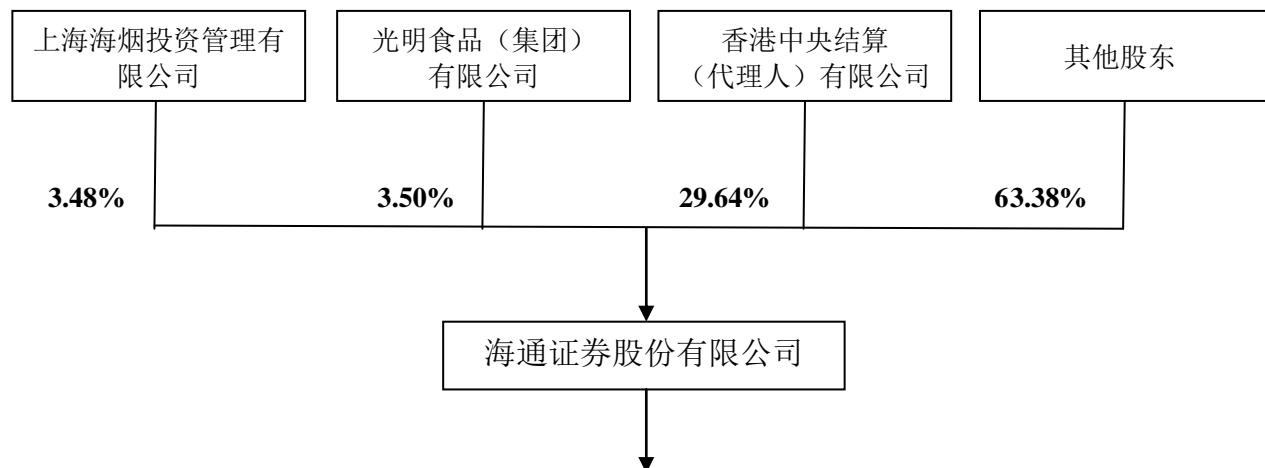 上海海烟投资管理有
限公司
光明食品（集团）
有限公司
香港中央结算
（代理人）有限公司
其他股东
3.48%
3.50%
29.64%
63.38%
海通证券股份有限公司